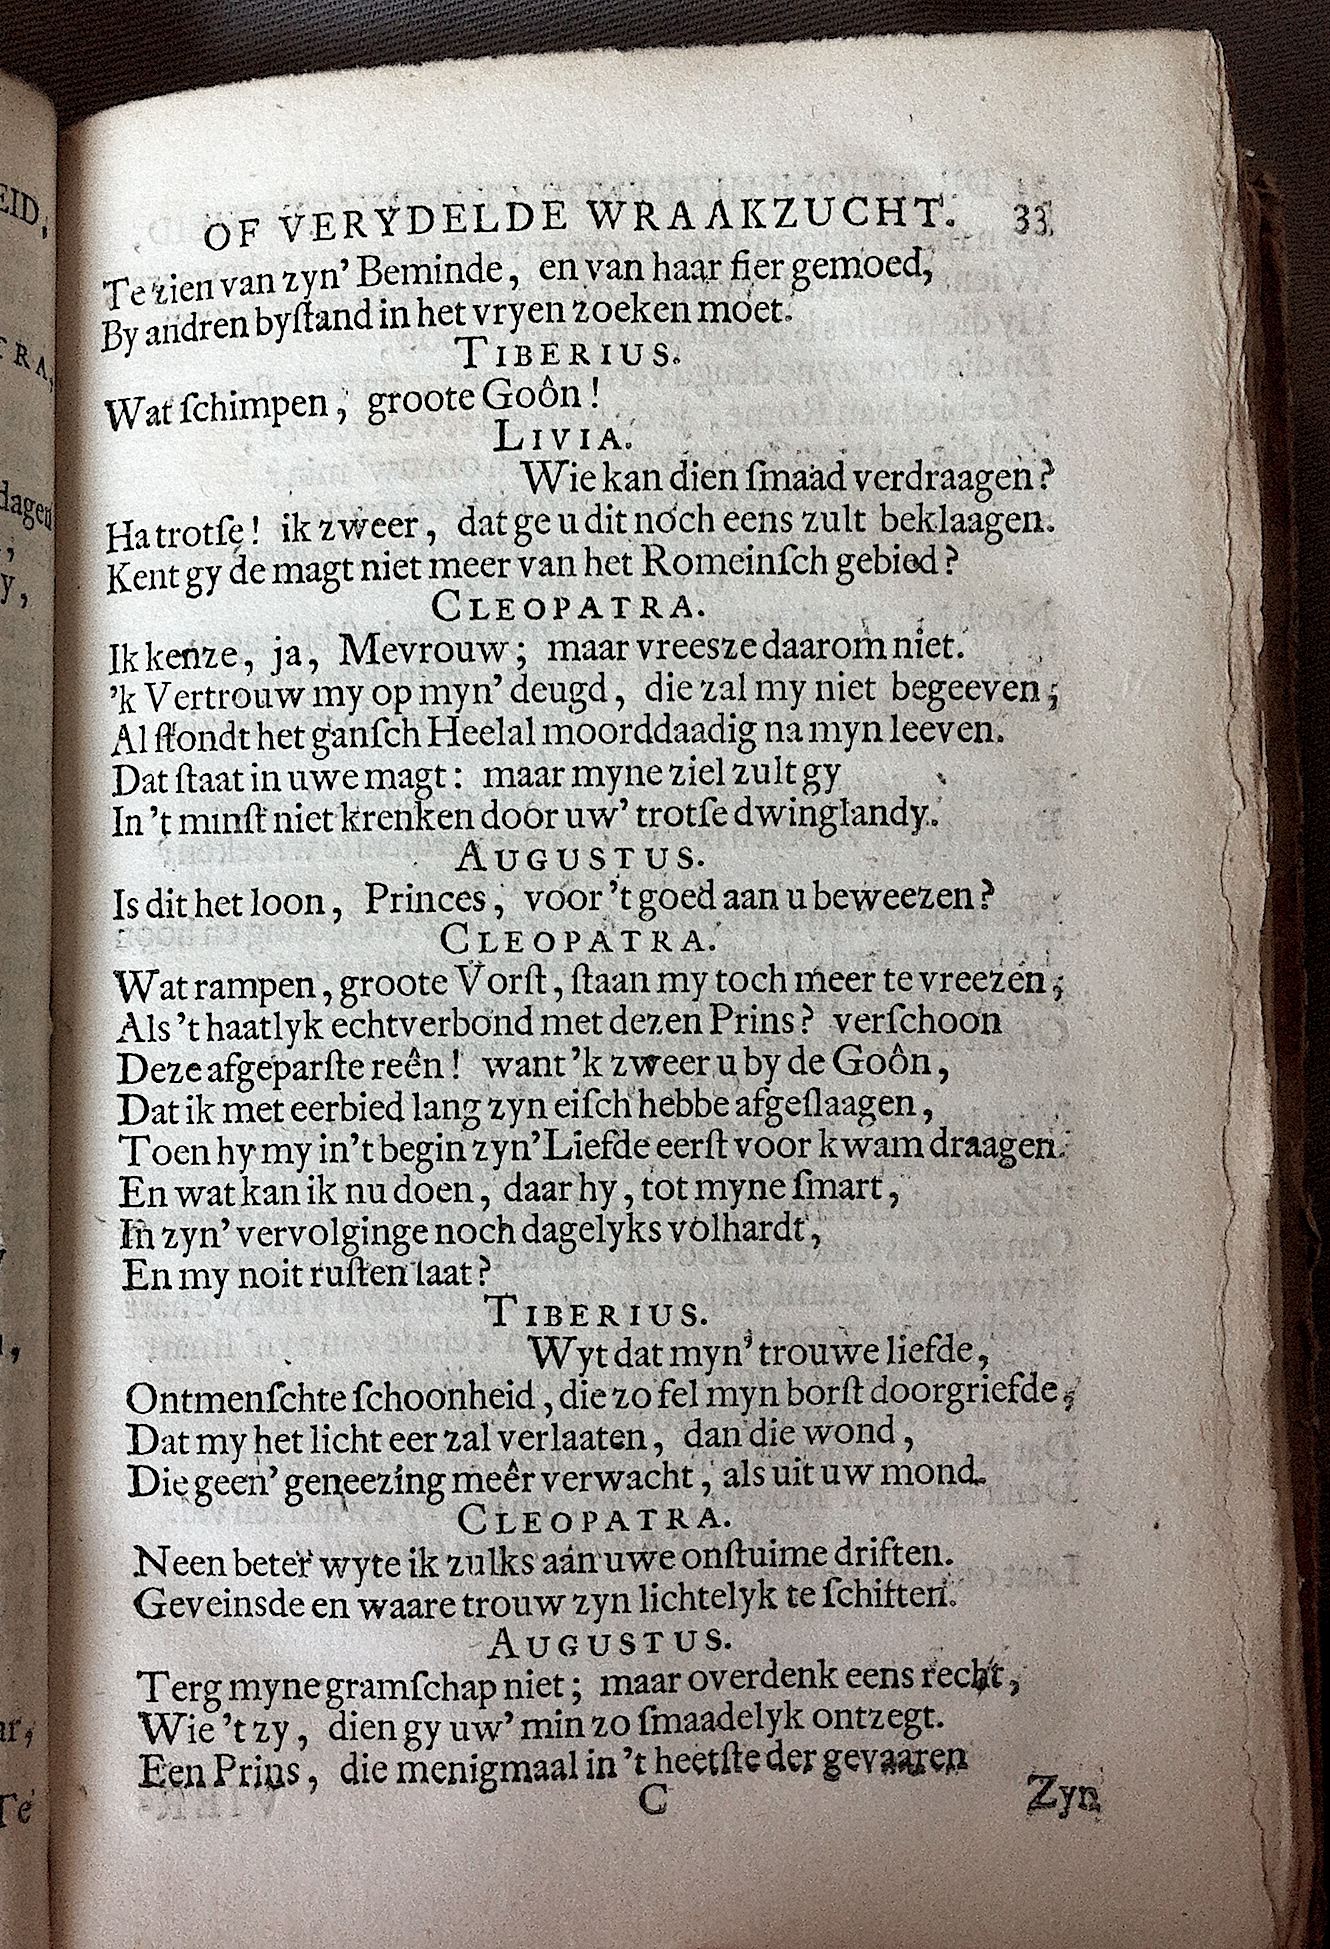 OF VERYDELDE WRAAKZUCHT. 33
Te zien van zyn' Beminde, en van haar fier gemoed,
By andren byſtand in het vryen zoeken moet.
TIBERIUS.
Wat ſchimpen, groote Goôn!
LIVIA.
Wie kan dien ſmaad verdraagen?
Ha trotſe! ik zweer, dat ge u dit noch eens zult beklaagen.
Kent gy de magt niet meer van het Romeinſch gebied?
CLEOPATRA.
Ik kenze, ja, Mevrouw; maar vreesze daarom niet.
'k Vertrouw my op myn' deugd, die zal my niet begeeven;
Al ſtondt het ganſch Heelal moorddaadig na myn leeven.
Dat ſtaat in uwe magt: maar myne ziel zult gy
In 't minſt niet krenken door uw' trotſe dwinglandy.
AUGUSTUS.
Is dit het loon, Princes, voor 't goed aan u beweezen?
CLEOPATRA.
Wat rampen, groote Vorſt, ſtaan my toch meer te vreezen,
Als 't haatlyk echtverbond met dezen Prins? verſchoon
Deze afgeparſte reên! want 'k zweer u by de Goôn,
Dat ik met eerbied lang zyn eiſch hebbe afgeſlaagen,
Toen hy my in 't begin zyn' Liefde eerſt voor kwam draagen.
En wat kan ik nu doen, daar hy, tot myne ſmart,
In zyn' vervolginge noch dagelyks volhardt,
En my noit ruſten laat?
TIBERIUS.
Wyt dat myn' trouwe liefde,
Ontmenſchte ſchoonheid, die zo fel myn borſt doorgriefde,
Dat my het licht eer zal verlaaten, dan die wond,
Die geen' geneezing meêr verwacht, als uit uw mond.
CLEOPATRA.
Neen beter wyte ik zulks aan uwe onſtuime driften.
Geveinsde en waare trouw zyn lichtelyk te ſchiften.
AUGUSTUS.
Terg myne gramſchap niet; maar overdenk eens recht,
Wie 't zy, dien gy uw' min zo ſmaadelyk ontzegt.
Een Prins, die menigmaal in 't heetſte der gevaaren
C Zyn